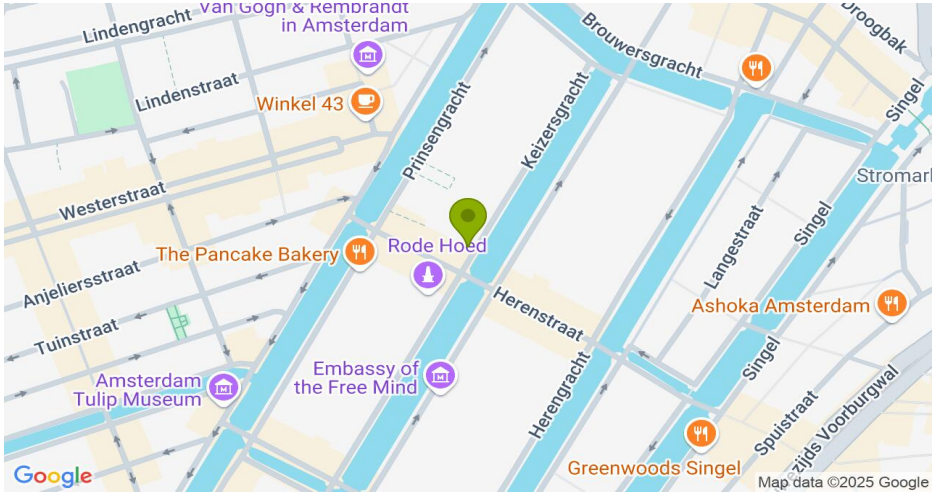 Van Gogh & Rembrandt
in Amsterdam
Lindengracht
Brouwersgracht
Droogbak
Lindenstraat
Winkel 43
Prinsengracht
Keizersgracht
Singel
Westerstraat
Rode Hoed
The Pancake Bakery
Anjeliersstraat
Langestraat
Singel
Tuinstraat
Herenstraat
Ashoka Amsterdam
Amsterdam
Tulip Museum
Embassy of
the Free Mind
Herengracht
Singel
Spuistraat
Voorburgwal
Greenwoods Singel
Google
Map data ©2025 Google